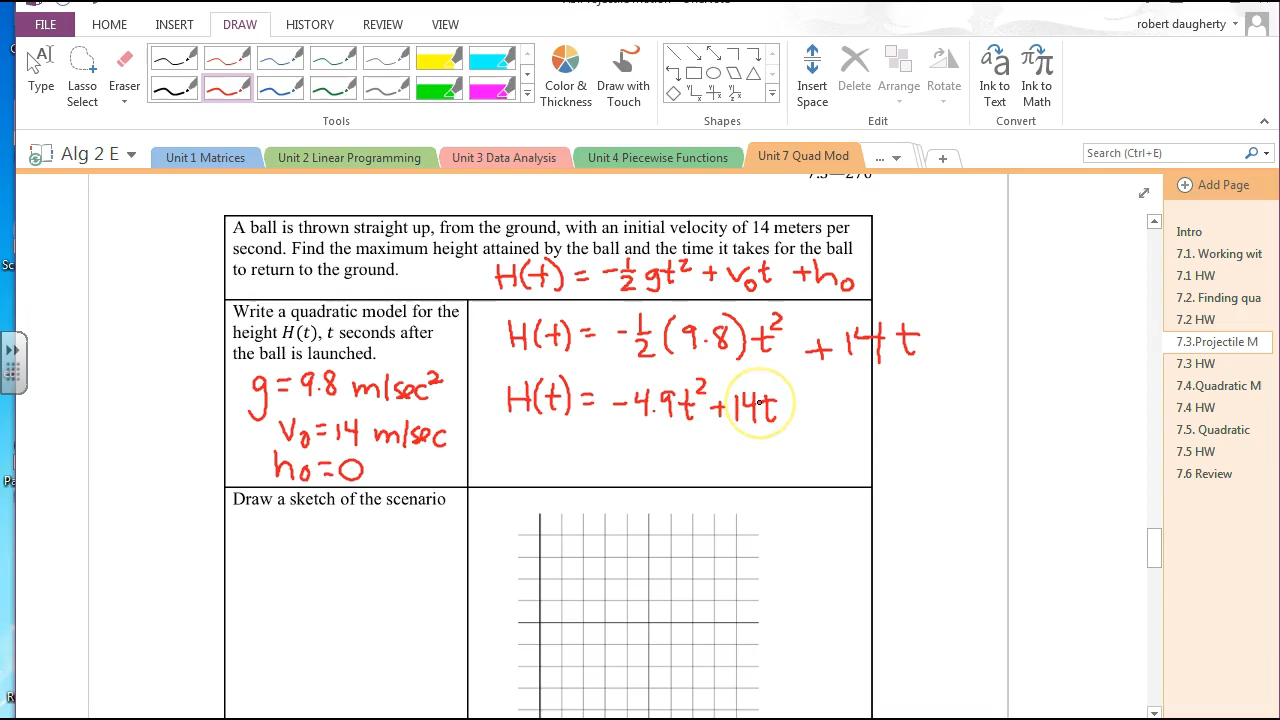 FILE HOME INSERT DRAW HISTORY REVIEW VIEW robert daugherty
Type Lasso Select Eraser Color & Thickness Draw with Touch Insert Space Delete Arrange Rotate Ink to Text Ink to Math
Tools Shapes Edit Convert
Alg 2 E Unit 1 Matrices Unit 2 Linear Programming Unit 3 Data Analysis Unit 4 Piecewise Functions Unit 7 Quad Mod ... Search (Ctrl+E)
Add Page
Intro
7.1. Working wit
7.1 HW
7.2. Finding qua
7.2 HW
7.3.Projectile M
7.3 HW
7.4.Quadratic M
7.4 HW
7.5. Quadratic
7.5 HW
7.6 Review
A ball is thrown straight up, from the ground, with an initial velocity of 14 meters per
second. Find the maximum height attained by the ball and the time it takes for the ball
to return to the ground.
H(t) = -½ gt² + v₀t + h₀
Write a quadratic model for the
height H(t), t seconds after
the ball is launched.
g = 9.8 m/sec²
v₀ = 14 m/sec
h₀ = 0
H(t) = -½ (9.8) t² + 14 t
H(t) = -4.9t² + 14t
Draw a sketch of the scenario